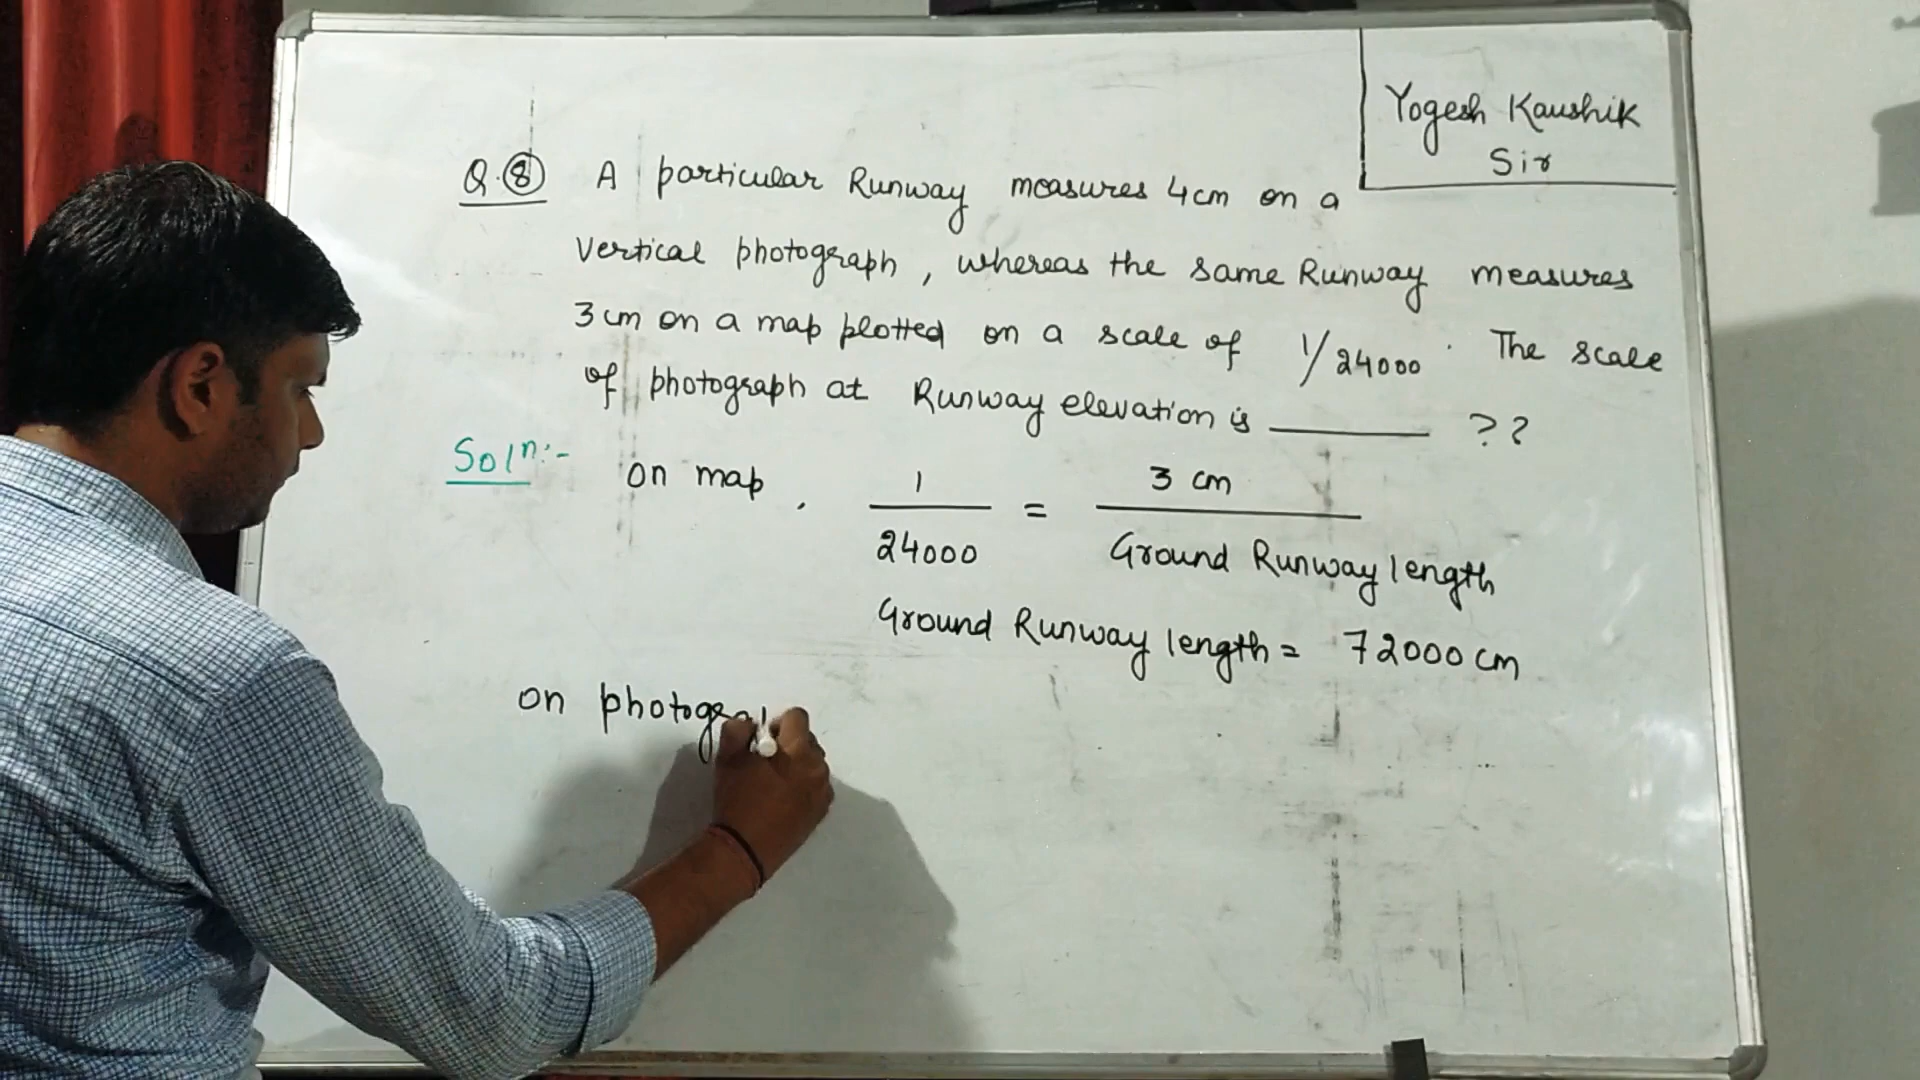 Yogesh Kaushik
Sir
Q.8 A particular Runway measures 4cm on a
vertical photograph, whereas the same Runway measures
3 cm on a map plotted on a scale of 1/24000. The scale
of photograph at Runway elevation is ______ ??
Soln:- on map, 1/24000 = 3 cm/Ground Runway length
Ground Runway length = 72000 cm
on photogra